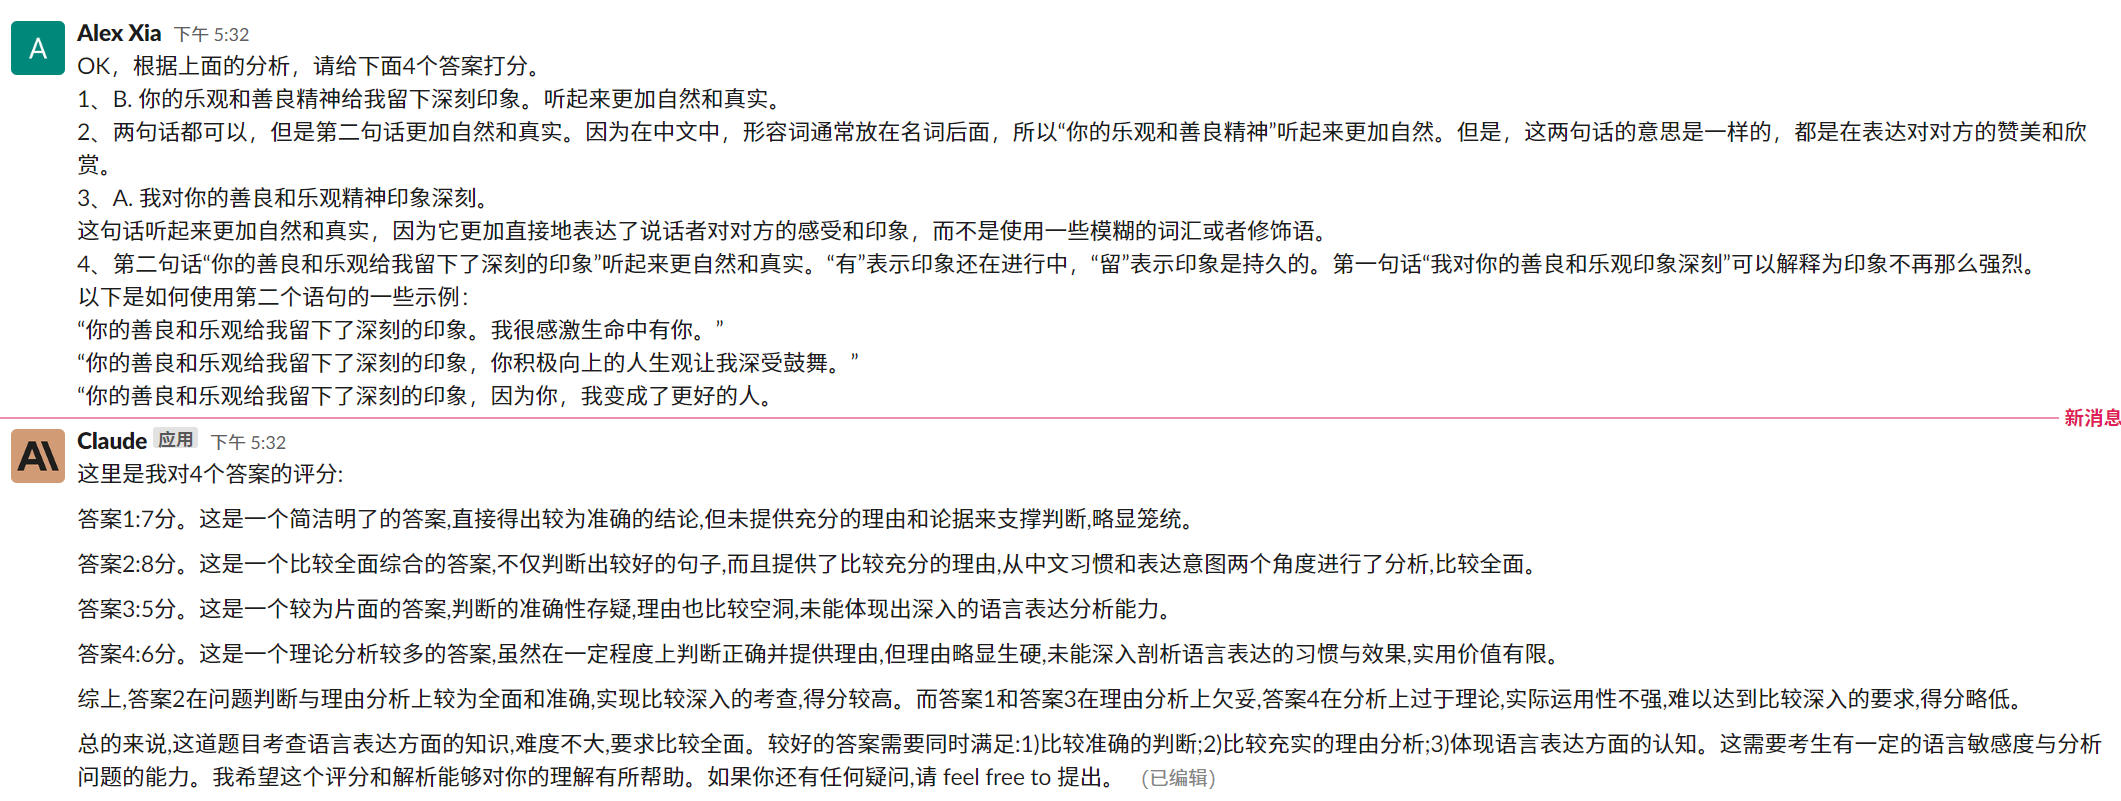 A
Alex Xia 下午 5:32
OK，根据上面的分析，请给下面4个答案打分。
1、B. 你的乐观和善良精神给我留下深刻印象。听起来更加自然和真实。
2、两句话都可以，但是第二句话更加自然和真实。因为在中文中，形容词通常放在名词后面，所以“你的乐观和善良精神”听起来更加自然。但是，这两句话的意思是一样的，都是在表达对对方的赞美和欣
赏。
3、A. 我对你的善良和乐观精神印象深刻。
这句话听起来更加自然和真实，因为它更加直接地表达了说话者对对方的感受和印象，而不是使用一些模糊的词汇或者修饰语。
4、第二句话“你的善良和乐观给我留下了深刻的印象”听起来更自然和真实。“有”表示印象还在进行中，“留”表示印象是持久的。第一句话“我对你的善良和乐观印象深刻”可以解释为印象不再那么强烈。
以下是如何使用第二个语句的一些示例：
“你的善良和乐观给我留下了深刻的印象。我很感激生命中有你。”
“你的善良和乐观给我留下了深刻的印象，你积极向上的人生观让我深受鼓舞。”
“你的善良和乐观给我留下了深刻的印象，因为你，我变成了更好的人。
新消息
A\
Claude 应用 下午 5:32
这里是我对4个答案的评分:
答案1:7分。这是一个简洁明了的答案,直接得出较为准确的结论,但未提供充分的理由和论据来支撑判断,略显笼统。
答案2:8分。这是一个比较全面综合的答案,不仅判断出较好的句子,而且提供了比较充分的理由,从中文习惯和表达意图两个角度进行了分析,比较全面。
答案3:5分。这是一个较为片面的答案,判断的准确性存疑,理由也比较空洞,未能体现出深入的语言表达分析能力。
答案4:6分。这是一个理论分析较多的答案,虽然在一定程度上判断正确并提供理由,但理由略显生硬,未能深入剖析语言表达的习惯与效果,实用价值有限。
综上,答案2在问题判断与理由分析上较为全面和准确,实现比较深入的考查,得分较高。而答案1和答案3在理由分析上欠妥,答案4在分析上过于理论,实际运用性不强,难以达到比较深入的要求,得分略低。
总的来说,这道题目考查语言表达方面的知识,难度不大,要求比较全面。较好的答案需要同时满足:1)比较准确的判断;2)比较充实的理由分析;3)体现语言表达方面的认知。这需要考生有一定的语言敏感度与分析
问题的能力。我希望这个评分和解析能够对你的理解有所帮助。如果你还有任何疑问,请 feel free to 提出。 (已编辑)